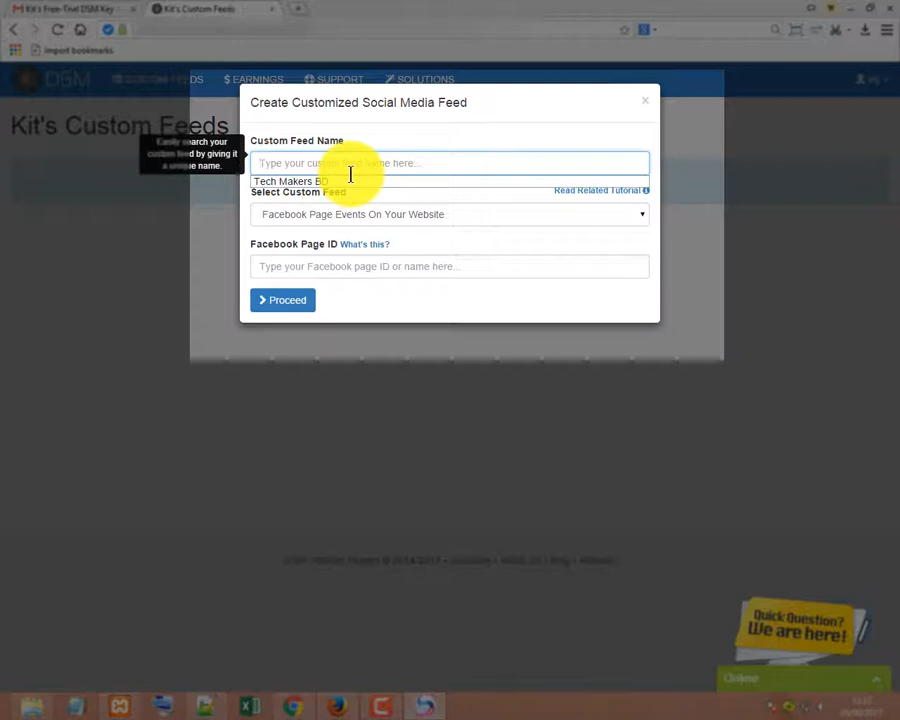 Kit's Free-Trial DSM Key
Kit's Custom Feeds
Import bookmarks
DSM
CUSTOM FEEDS
$ EARNINGS
SUPPORT
SOLUTIONS
Kit's Custom Feeds
Create Customized Social Media Feed
×
Custom Feed Name
Easily search your
custom feed by giving it
a unique name.
Type your custom feed name here...
Tech Makers BD
Select Custom Feed
Read Related Tutorial
Facebook Page Events On Your Website
Facebook Page ID What's this?
Type your Facebook page ID or name here...
Proceed
Quick Question?
We are here!
Online